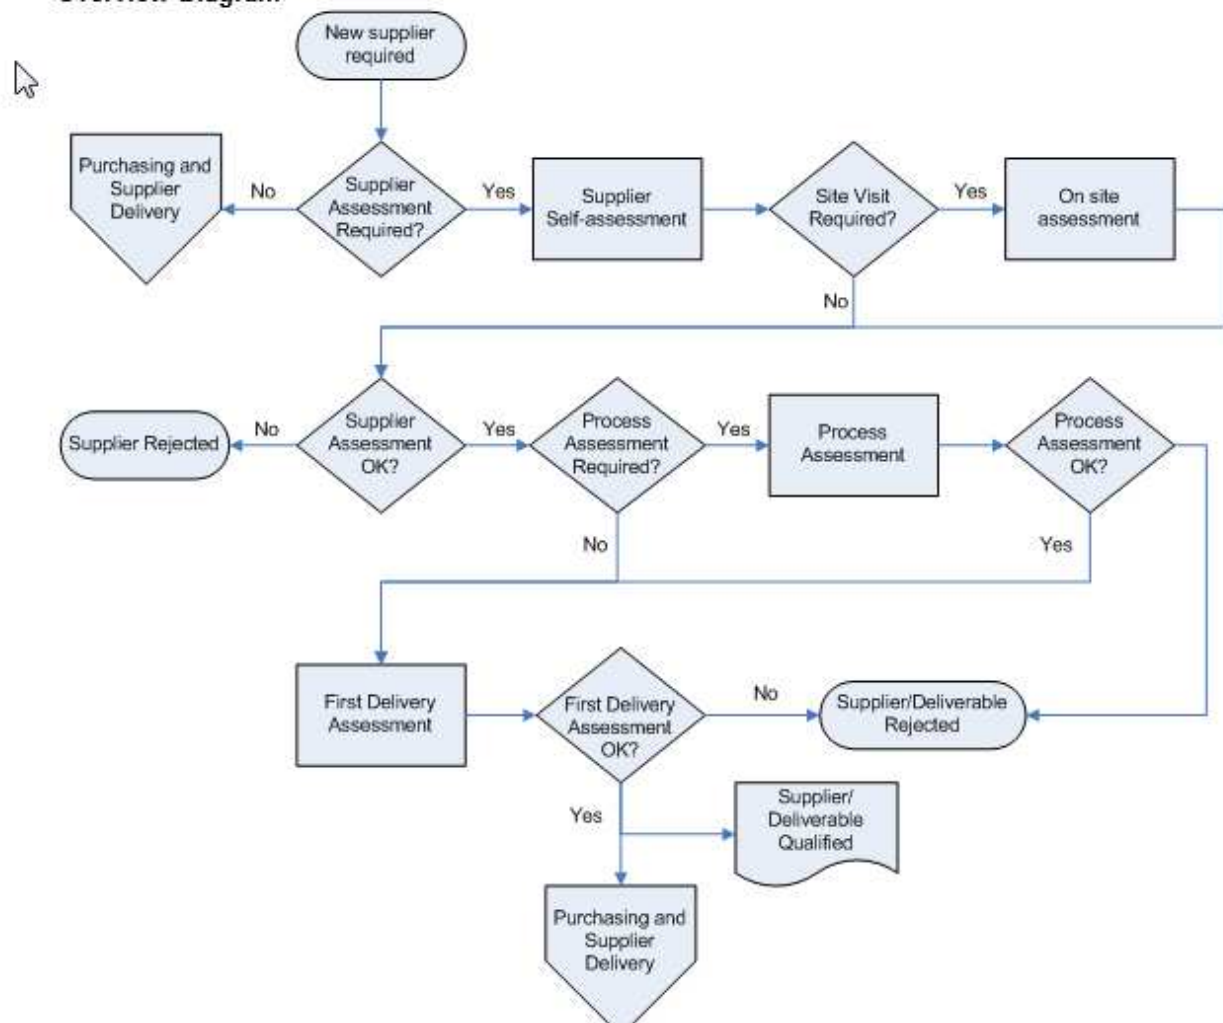 Overview Diagram
New supplier
required
Purchasing and
Supplier
Delivery
No
Supplier
Assessment
Required?
Yes
Supplier
Self-assessment
Site Visit
Required?
Yes
On site
assessment
No
Supplier Rejected
No
Supplier
Assessment
OK?
Yes
Process
Assessment
Required?
Yes
Process
Assessment
Process
Assessment
OK?
No
Yes
First Delivery
Assessment
First Delivery
Assessment
OK?
No
Supplier/Deliverable
Rejected
Yes
Supplier/
Deliverable
Qualified
Purchasing and
Supplier
Delivery